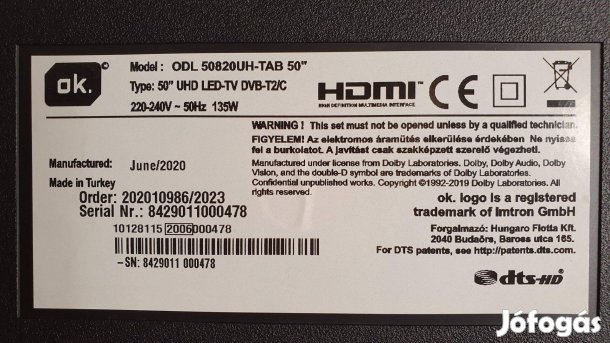 ok.
Model : ODL 50820UH-TAB 50"
Type: 50" UHD LED-TV DVB-T2/C
220-240V ~ 50Hz 135W
HDMI
HIGH DEFINITION MULTIMEDIA INTERFACE
CE
WARNING ! This set must not be opened unless by a qualified technician.
FIGYELEM! Az elektromos áramütés elkerülése érdekében Ne nyissa
fel a burkolatot. A javítást csak szakképzett szerelő végezheti.
Manufactured: June/2020
Made in Turkey
Manufactured under license from Dolby Laboratories. Dolby, Dolby Audio, Dolby
Vision, and the double-D symbol are trademarks of Dolby Laboratories.
Confidential unpublished works. Copyright ©1992-2019 Dolby Laboratories.
Order: 202010986/2023
Serial Nr.: 8429011000478
10128115 2006 000478
-SN: 8429011 000478
ok. logo is a registered
trademark of Imtron GmbH
Forgalmazó: Hungaro Flotta Kft.
2040 Budaörs, Baross utca 165.
For DTS patents, see http://patents.dts.com.
dts-HD
Jófogás